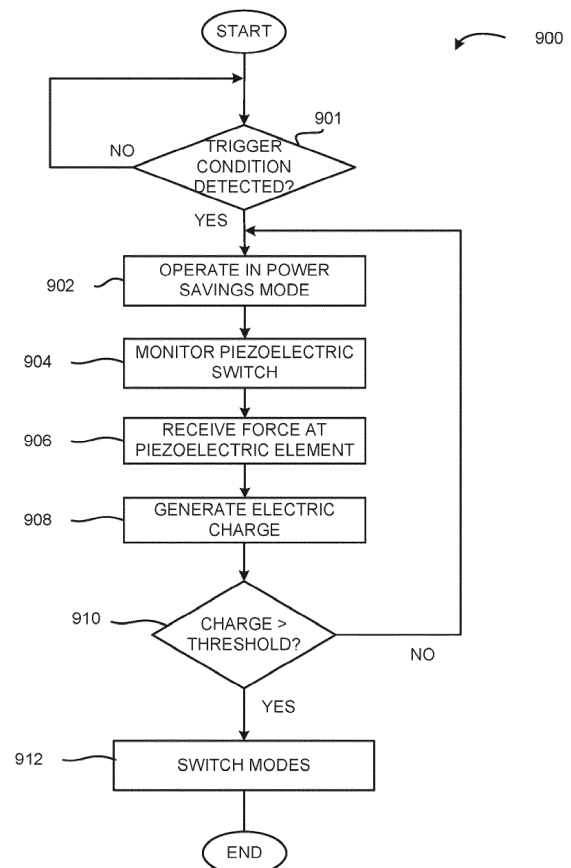 START
900
901
TRIGGER
CONDITION
DETECTED?
NO
YES
902
OPERATE IN POWER
SAVINGS MODE
904
MONITOR PIEZOELECTRIC
SWITCH
906
RECEIVE FORCE AT
PIEZOELECTRIC ELEMENT
908
GENERATE ELECTRIC
CHARGE
910
CHARGE >
THRESHOLD?
NO
YES
912
SWITCH MODES
END